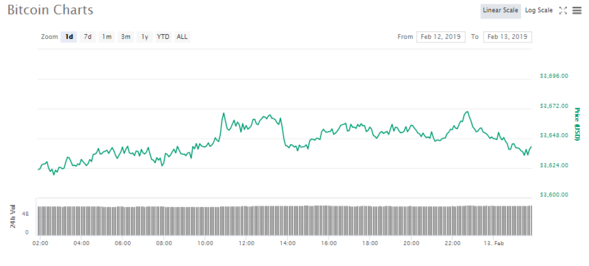 Bitcoin Charts
Linear Scale Log Scale
Zoom 1d 7d 1m 3m 1y YTD ALL
From Feb 12, 2019 To Feb 13, 2019
$3,696.00
$3,672.00
$3,648.00
$3,624.00
$3,600.00
Price (USD)
24h Vol
4B
0
02:00 04:00 06:00 08:00 10:00 12:00 14:00 16:00 18:00 20:00 22:00 13. Feb